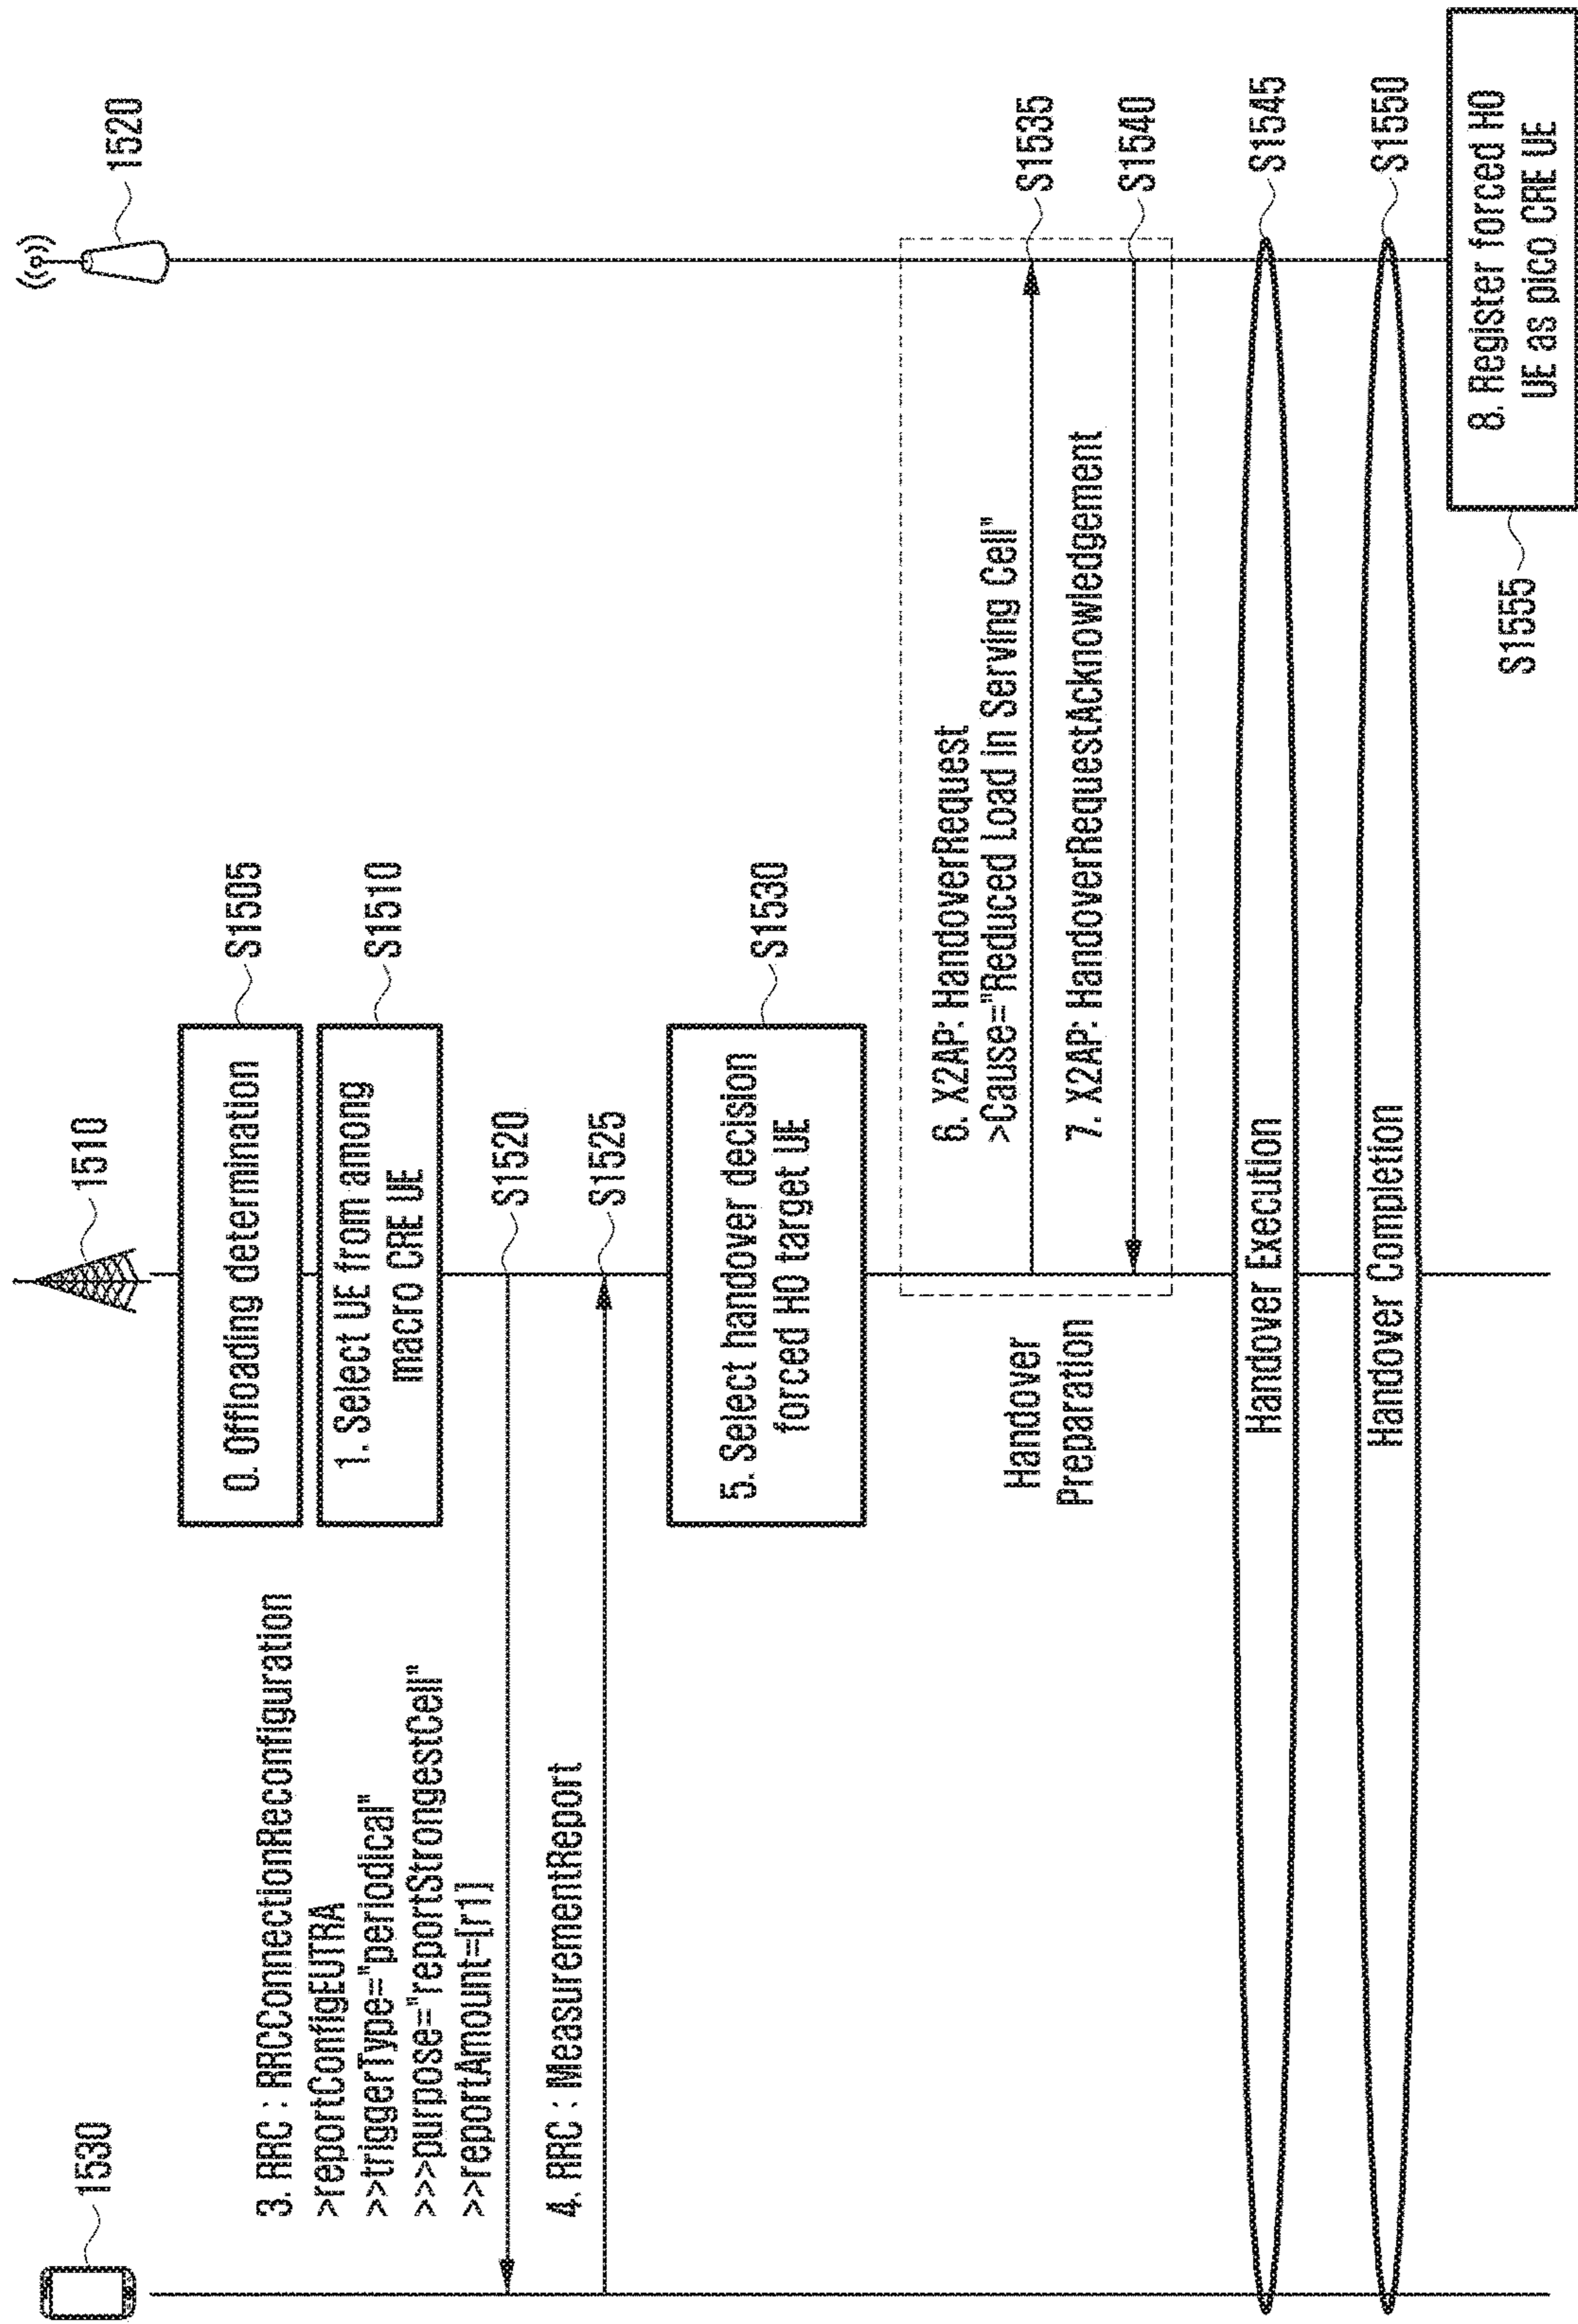 1530
1510
1520
0. Offloading determination
S1505
1. Select UE from among
macro CRE UE
S1510
3. RRC : RRCConnectionReconfiguration
>reportConfigEUTRA
>>triggerType="periodical"
>>>purpose="reportStrongestCell"
>>reportAmount=[r1]
S1520
4. RRC : MeasurementReport
S1525
5. Select handover decision
forced HO target UE
S1530
Handover
Preparation
6. X2AP: HandoverRequest
>Cause="Reduced Load in Serving Cell"
S1535
7. X2AP: HandoverRequestAcknowledgement
S1540
Handover Execution
S1545
Handover Completion
S1550
S1555
8. Register forced HO
UE as pico CRE UE